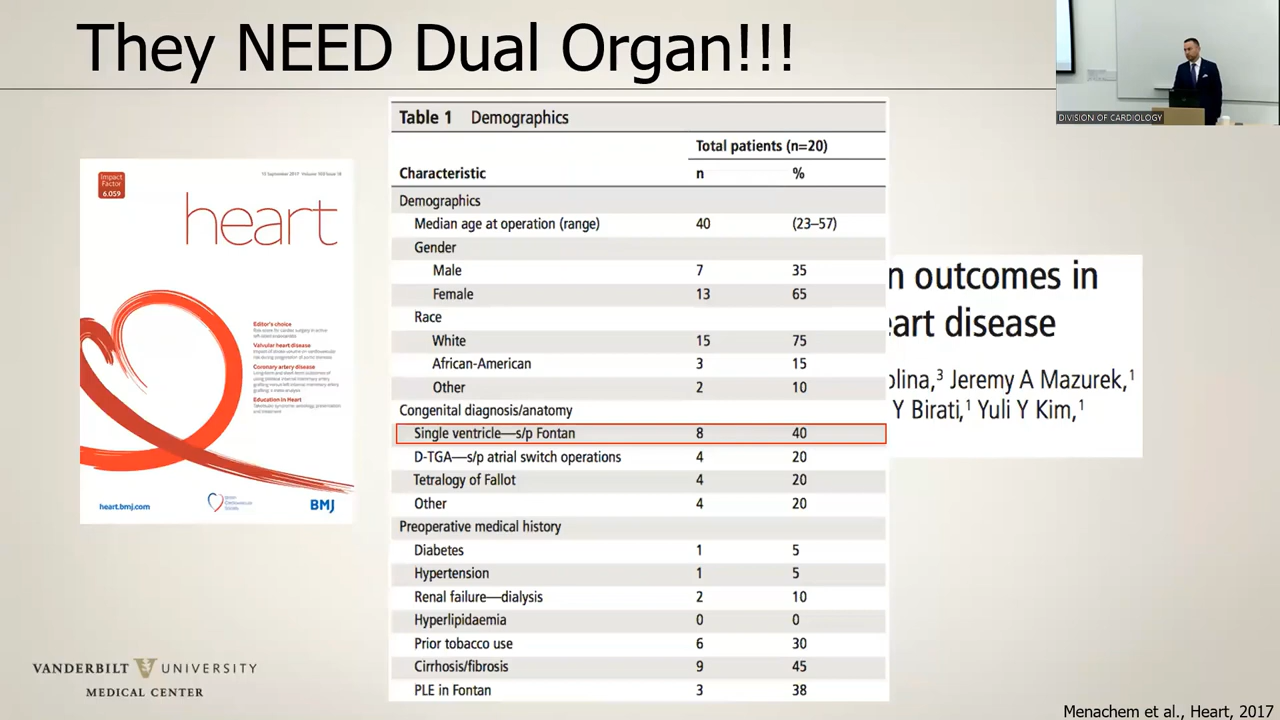 They NEED Dual Organ!!!
DIVISION OF CARDIOLOGY
Impact
Factor
6.059
15 September 2017 Volume 103 Issue 18
heart
Editor's choice
Valvular heart disease
Coronary artery disease
Education in Heart
heart.bmj.com
BMJ
Table 1 Demographics
Total patients (n=20)
Characteristic n %
Demographics
Median age at operation (range) 40 (23–57)
Gender
Male 7 35
Female 13 65
Race
White 15 75
African-American 3 15
Other 2 10
Congenital diagnosis/anatomy
Single ventricle—s/p Fontan 8 40
D-TGA—s/p atrial switch operations 4 20
Tetralogy of Fallot 4 20
Other 4 20
Preoperative medical history
Diabetes 1 5
Hypertension 1 5
Renal failure—dialysis 2 10
Hyperlipidaemia 0 0
Prior tobacco use 6 30
Cirrhosis/fibrosis 9 45
PLE in Fontan 3 38
n outcomes in
eart disease
olina,³ Jeremy A Mazurek,¹
Y Birati,¹ Yuli Y Kim,¹
VANDERBILT UNIVERSITY
MEDICAL CENTER
Menachem et al., Heart, 2017